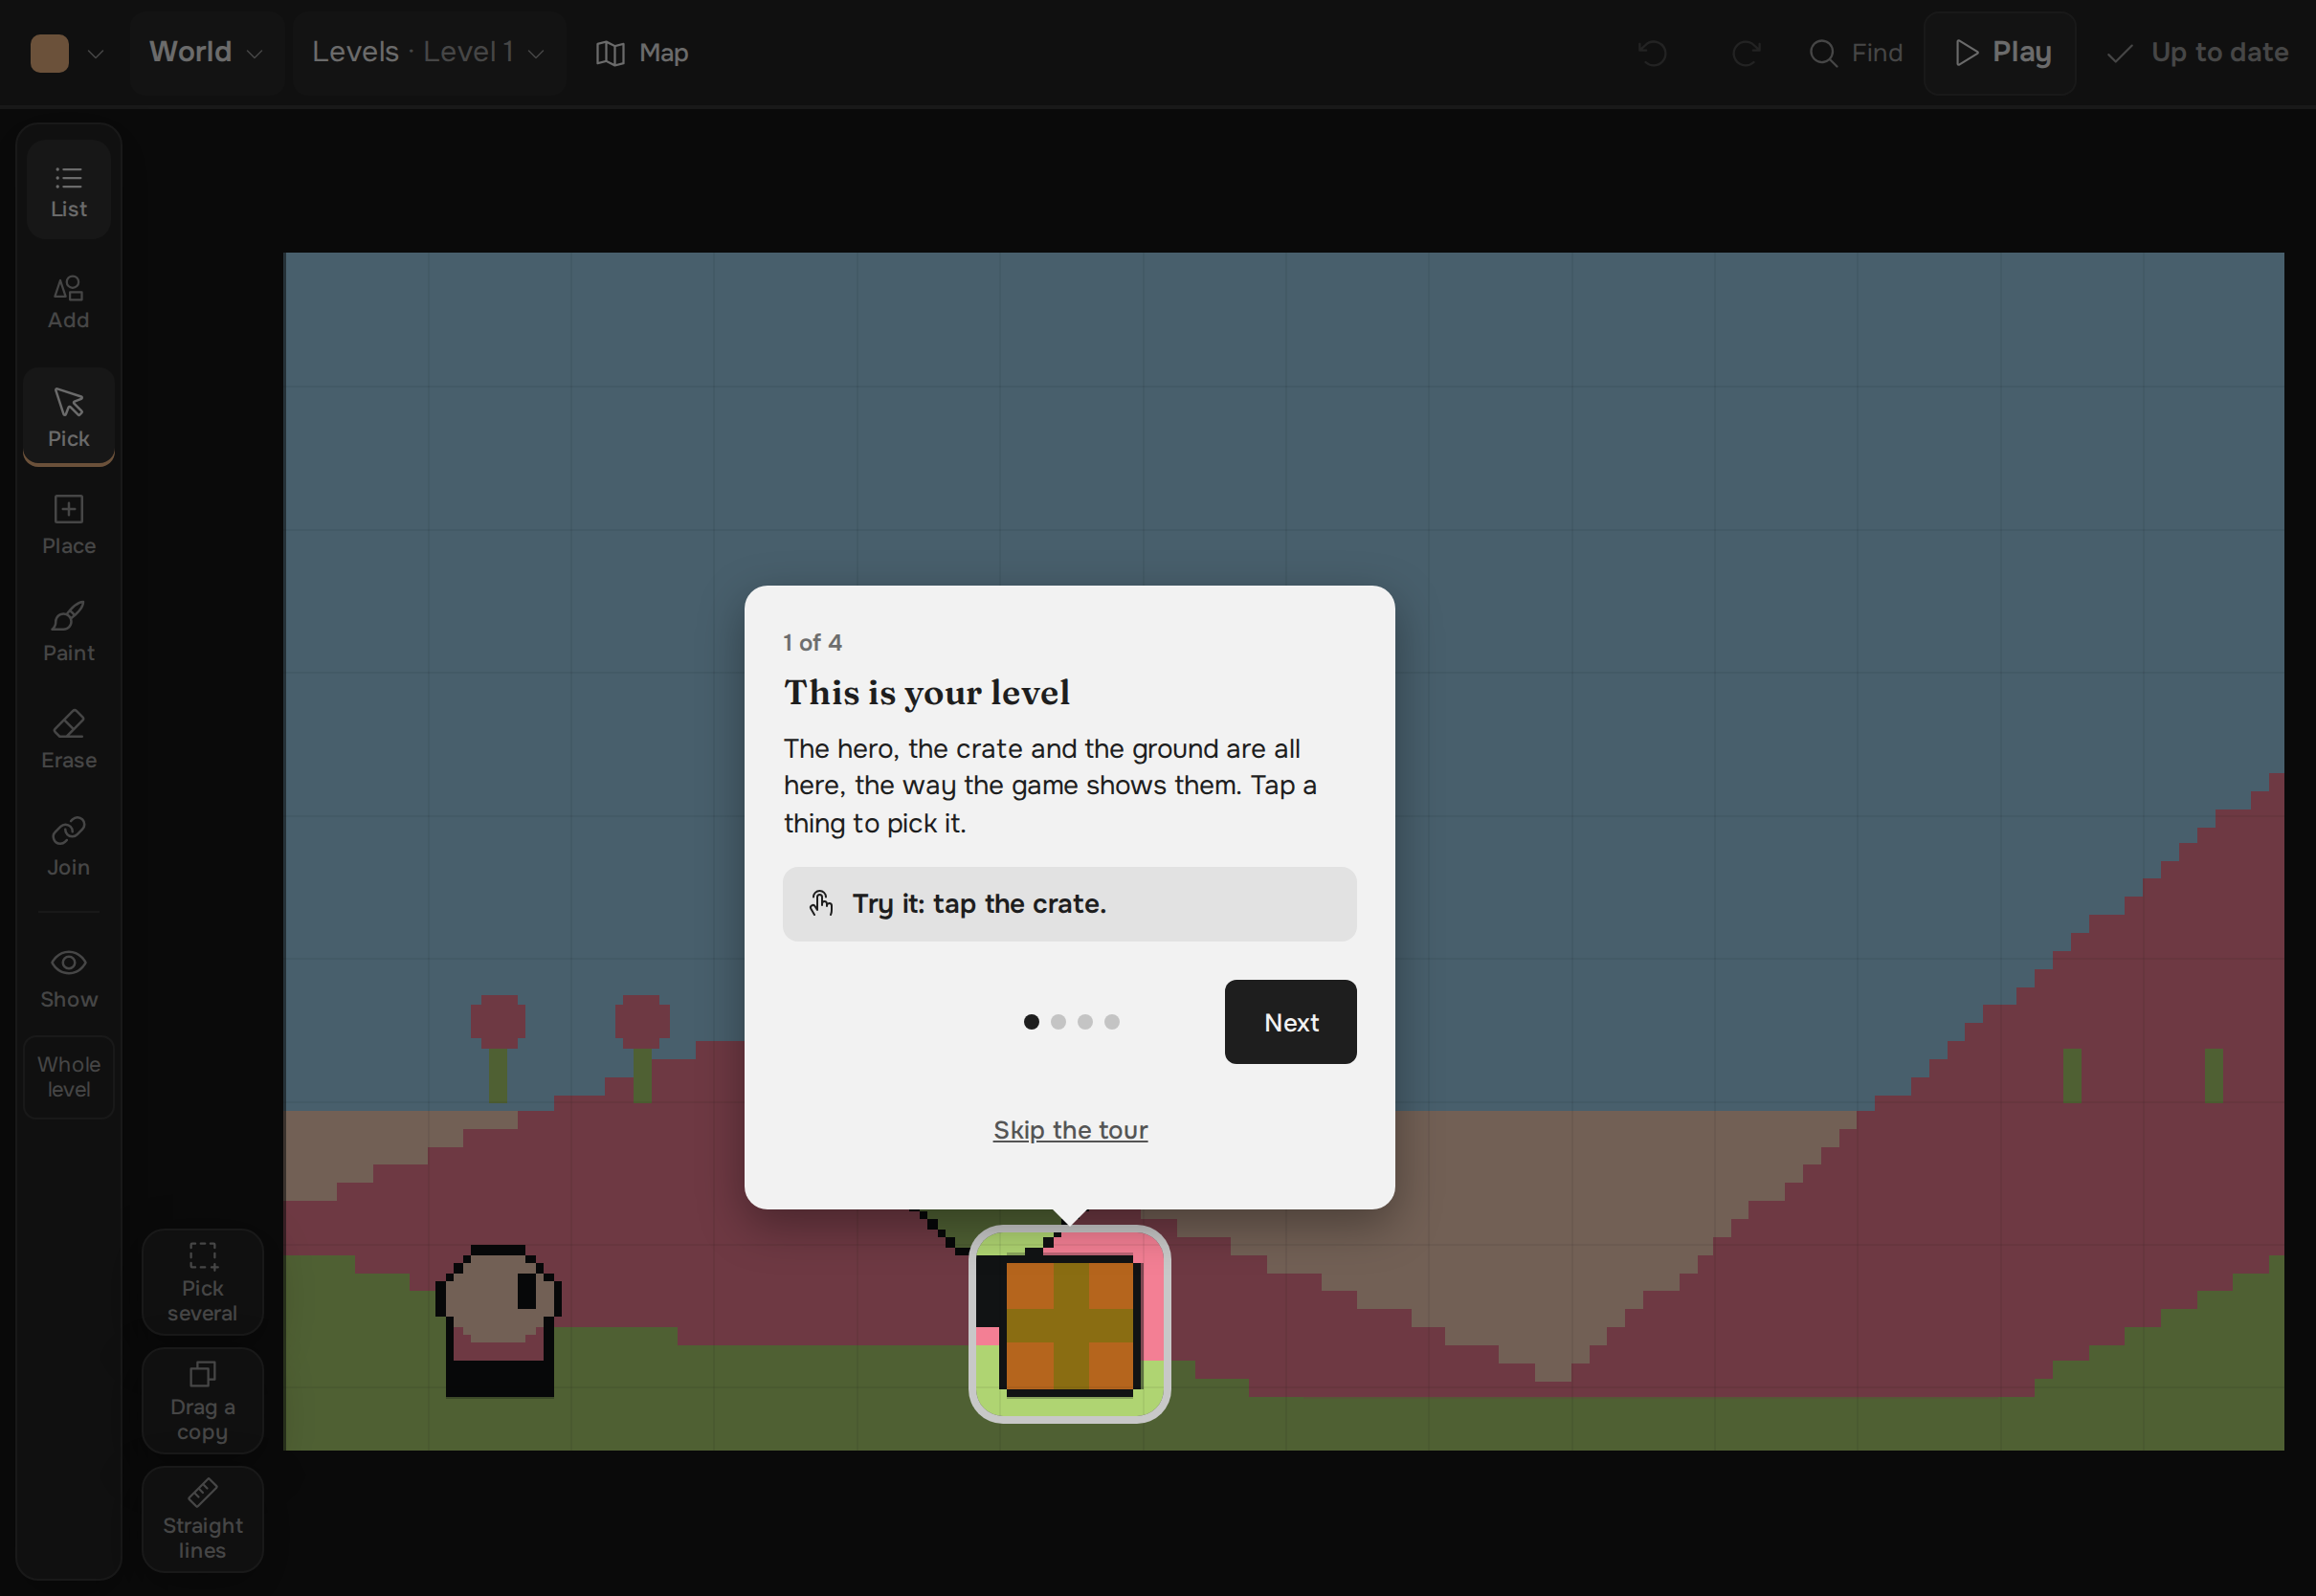 World
Levels · Level 1
Map
Find
Play
Up to date
List
Add
Pick
Place
Paint
Erase
Join
Show
Whole
level
Pick
several
Drag a
copy
Straight
lines
1 of 4
This is your level
The hero, the crate and the ground are all
here, the way the game shows them. Tap a
thing to pick it.
Try it: tap the crate.
Next
Skip the tour